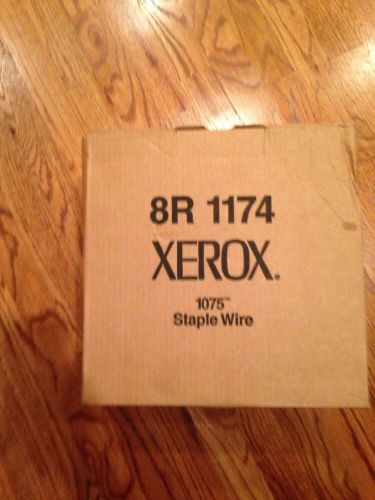 8R 1174
XEROX®
1075™
Staple Wire